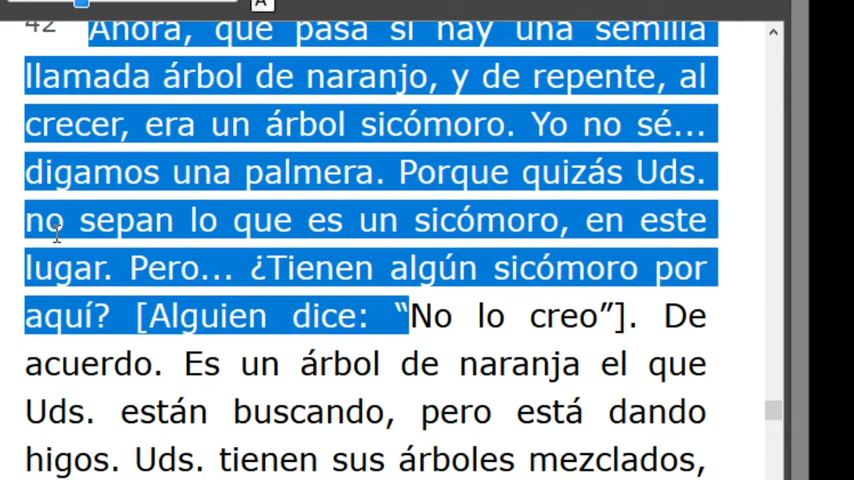 42 Ahora, que pasa si hay una semilla
llamada árbol de naranjo, y de repente, al
crecer, era un árbol sicómoro. Yo no sé...
digamos una palmera. Porque quizás Uds.
no sepan lo que es un sicómoro, en este
lugar. Pero... ¿Tienen algún sicómoro por
aquí? [Alguien dice: “No lo creo”]. De
acuerdo. Es un árbol de naranja el que
Uds. están buscando, pero está dando
higos. Uds. tienen sus árboles mezclados,